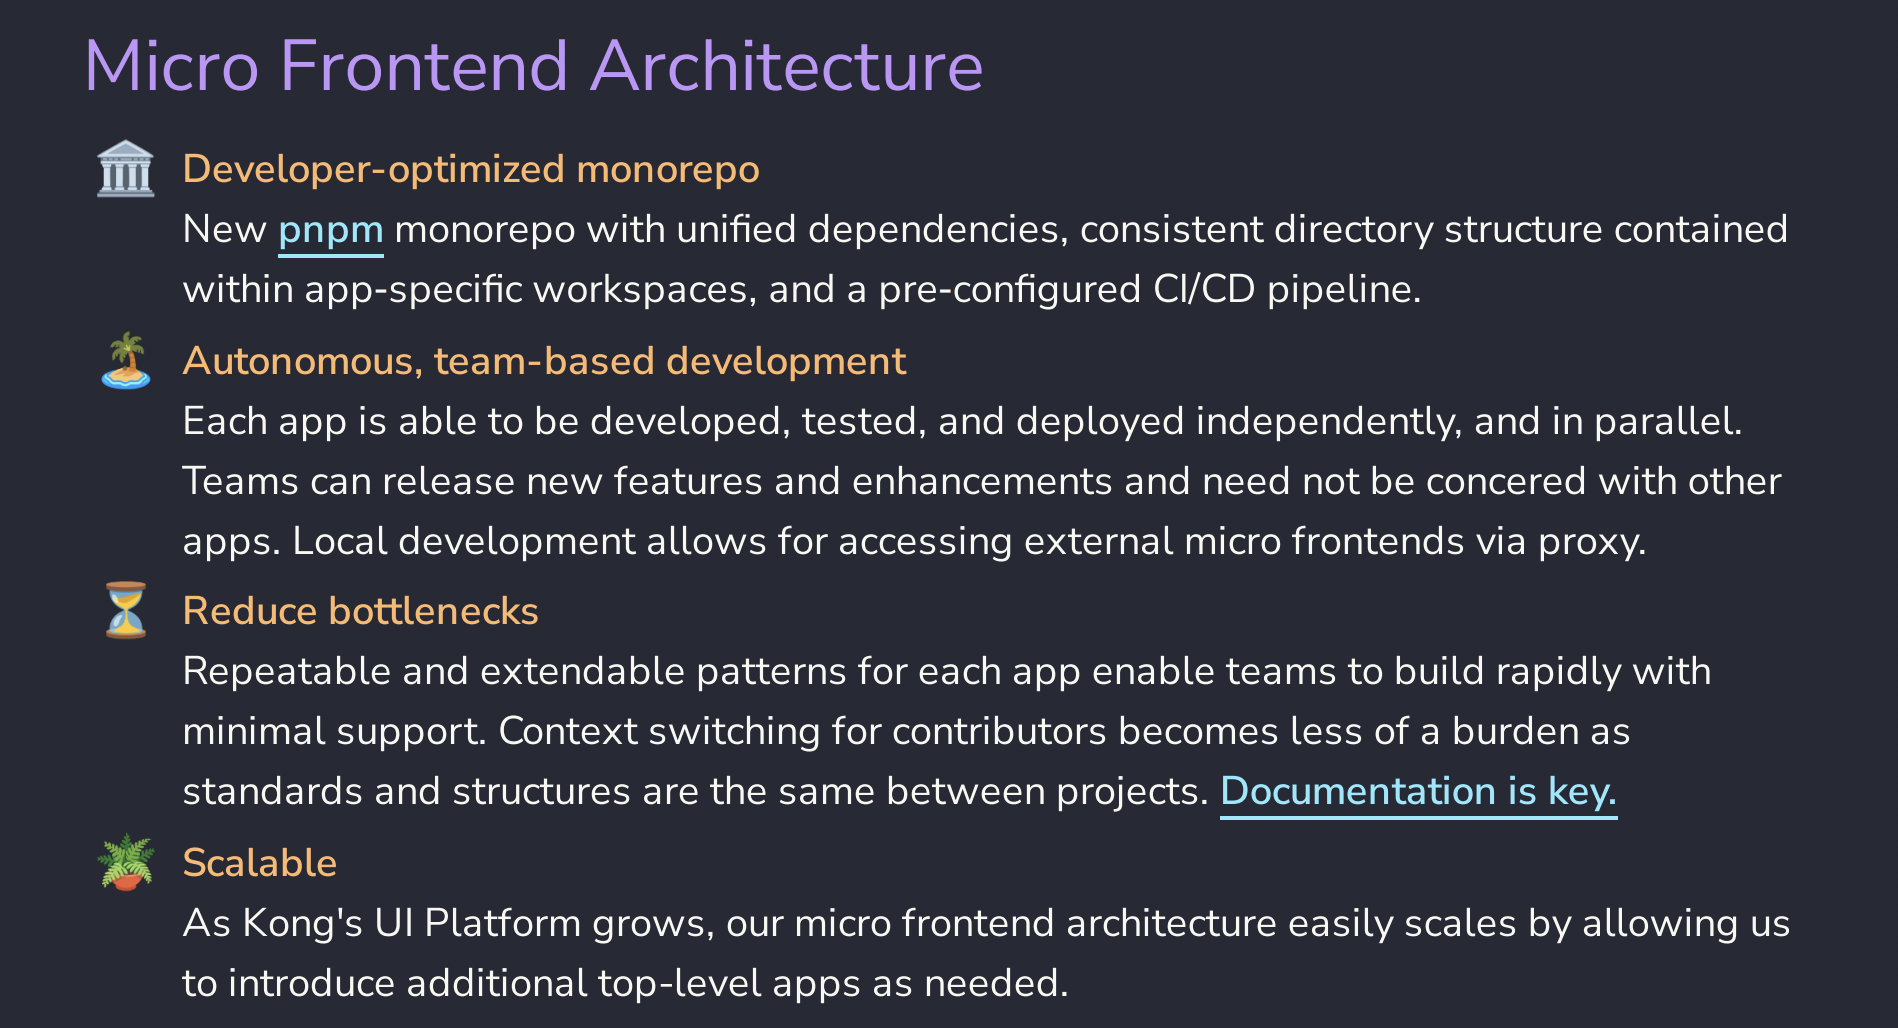 Micro Frontend Architecture
Developer-optimized monorepo
New pnpm monorepo with unified dependencies, consistent directory structure contained
within app-specific workspaces, and a pre-configured CI/CD pipeline.
Autonomous, team-based development
Each app is able to be developed, tested, and deployed independently, and in parallel.
Teams can release new features and enhancements and need not be concered with other
apps. Local development allows for accessing external micro frontends via proxy.
Reduce bottlenecks
Repeatable and extendable patterns for each app enable teams to build rapidly with
minimal support. Context switching for contributors becomes less of a burden as
standards and structures are the same between projects. Documentation is key.
Scalable
As Kong's UI Platform grows, our micro frontend architecture easily scales by allowing us
to introduce additional top-level apps as needed.